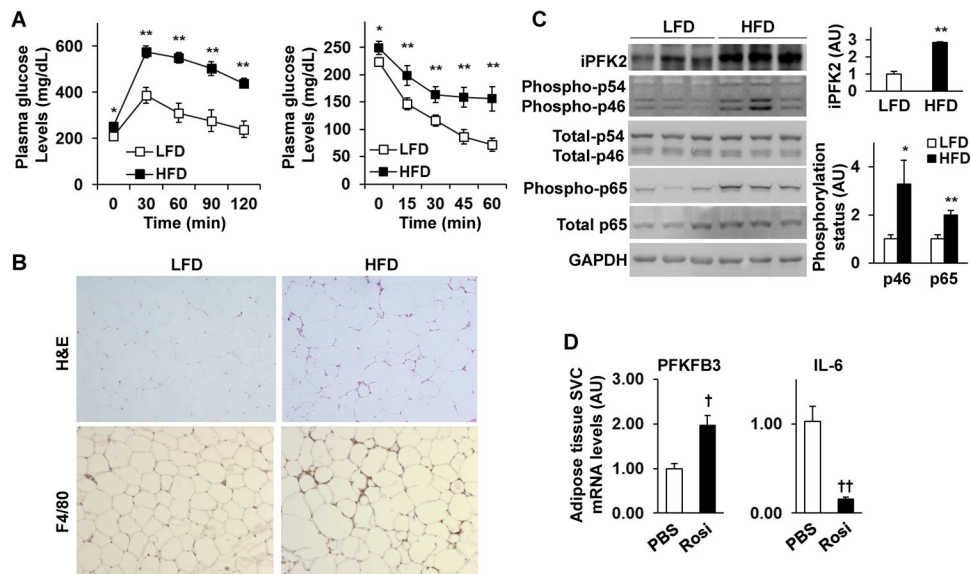 A
Plasma glucose
Levels (mg/dL)
600
400
200
0
* ** ** ** **
LFD
HFD
0 30 60 90 120
Time (min)
Plasma glucose
Levels (mg/dL)
250
200
150
100
50
0
* ** ** ** **
LFD
HFD
0 15 30 45 60
Time (min)
B
LFD HFD
H&E
F4/80
C
LFD HFD
iPFK2
Phospho-p54
Phospho-p46
Total-p54
Total-p46
Phospho-p65
Total p65
GAPDH
iPFK2 (AU)
3
2
1
0
**
LFD HFD
LFD
HFD
Phosphorylation
status (AU)
4
2
0
*
**
p46 p65
D
Adipose tissue SVC
mRNA levels (AU)
PFKFB3
3.00
2.00
1.00
0.00
†
PBS Rosi
IL-6
1.00
0.00
††
PBS Rosi